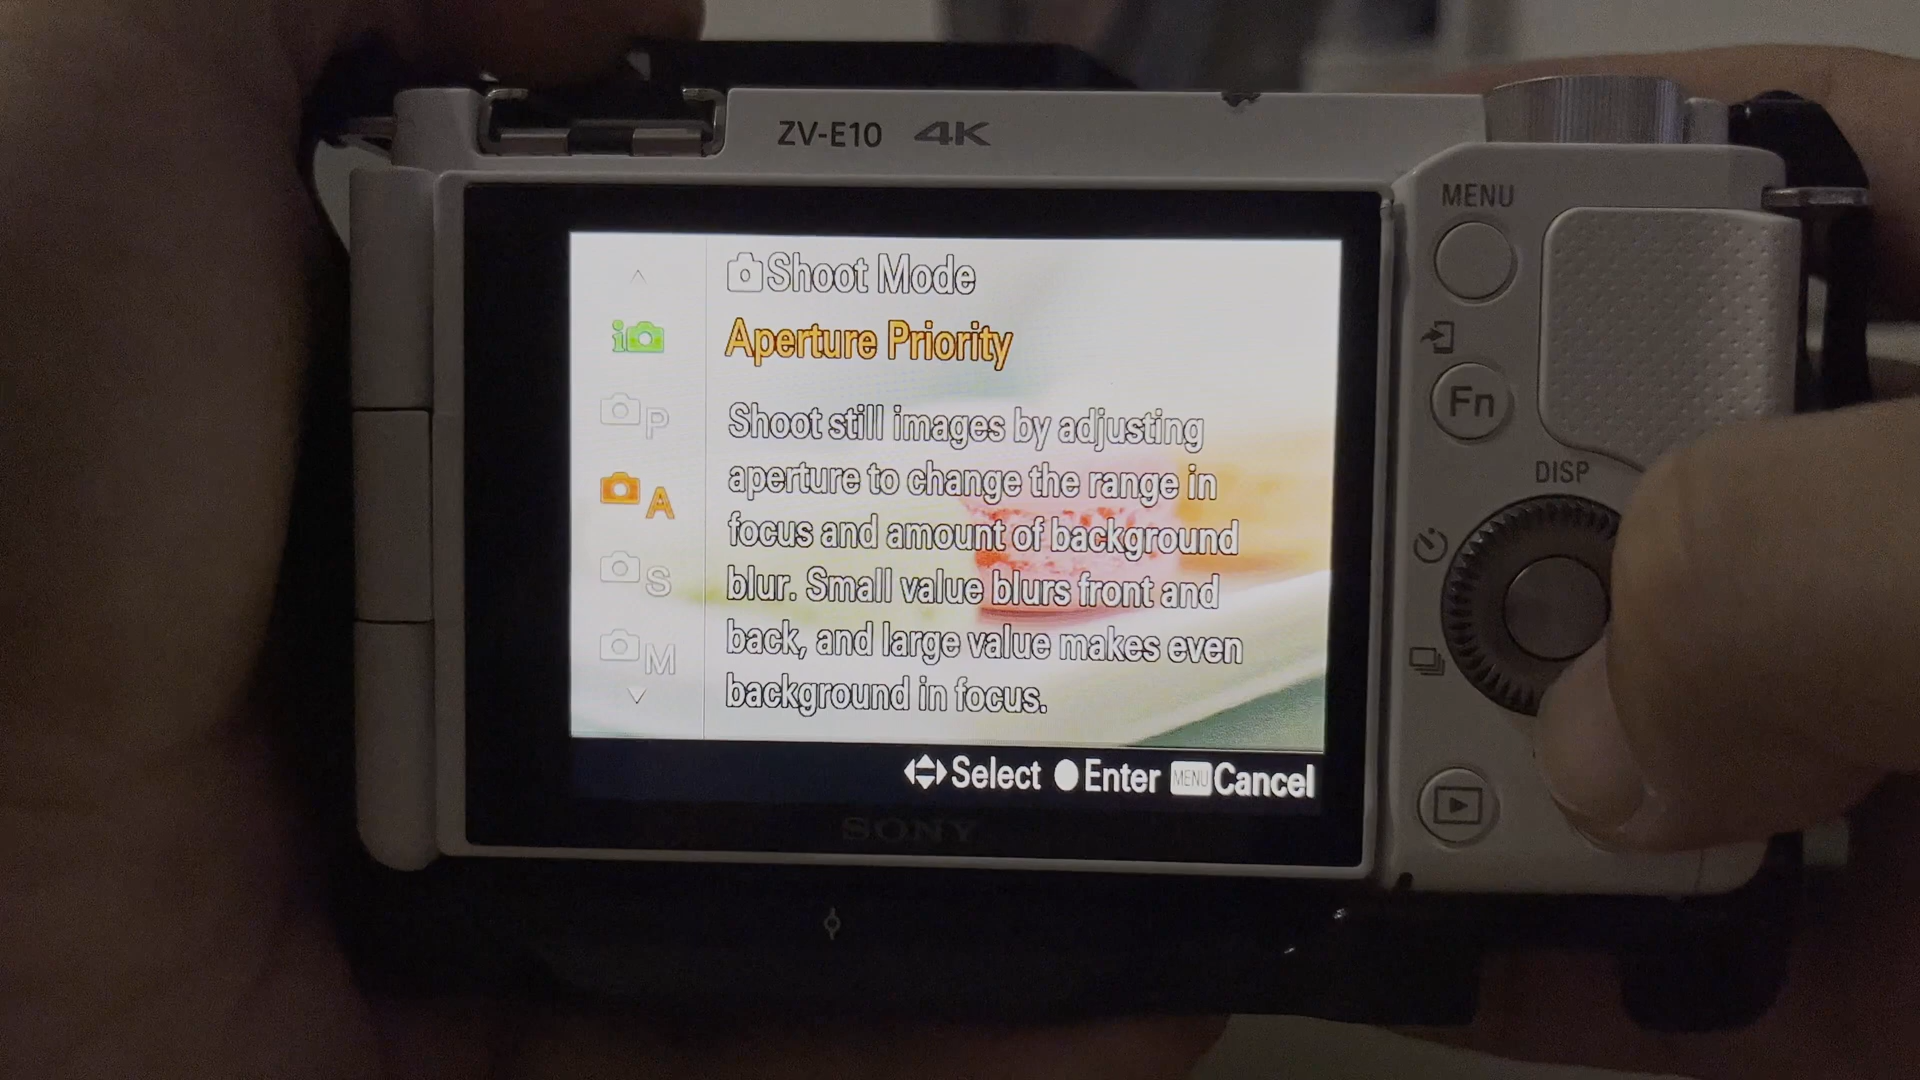 ZV-E10 4K
MENU
Shoot Mode
Aperture Priority
P
A
S
M
Shoot still images by adjusting
aperture to change the range in
focus and amount of background
blur. Small value blurs front and
back, and large value makes even
background in focus.
Select Enter MENU Cancel
Fn
DISP
SONY